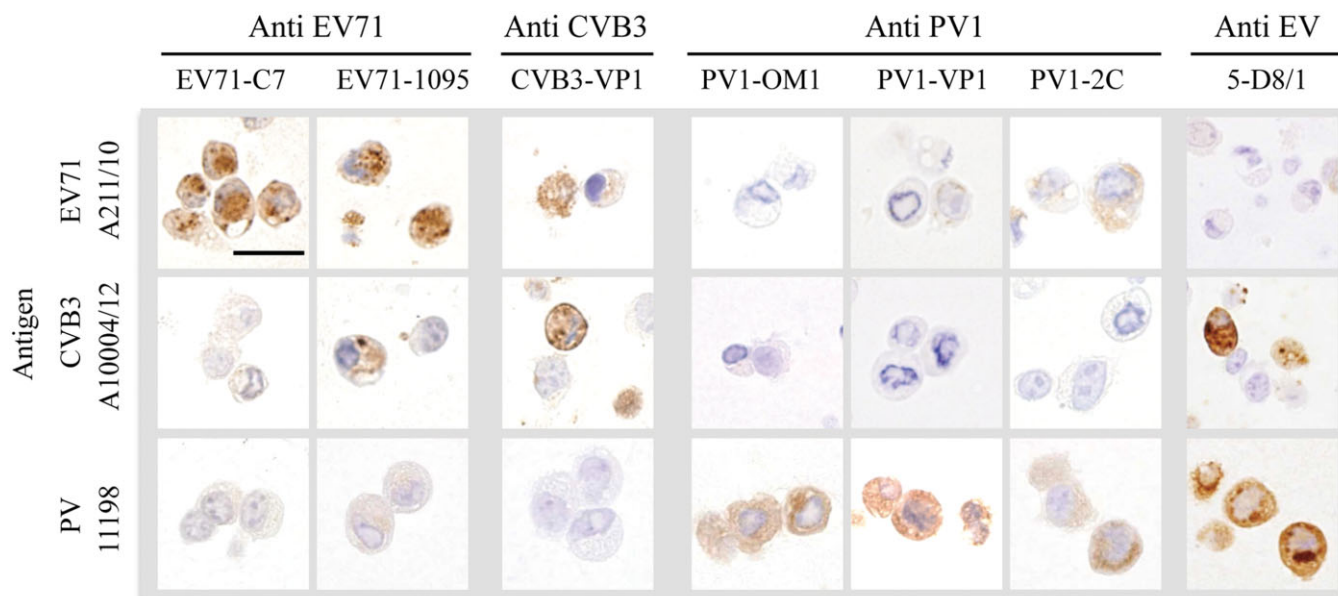 Anti EV71 Anti CVB3 Anti PV1 Anti EV
EV71-C7 EV71-1095 CVB3-VP1 PV1-OM1 PV1-VP1 PV1-2C 5-D8/1
Antigen
EV71
A211/10
CVB3
A10004/12
PV
11198